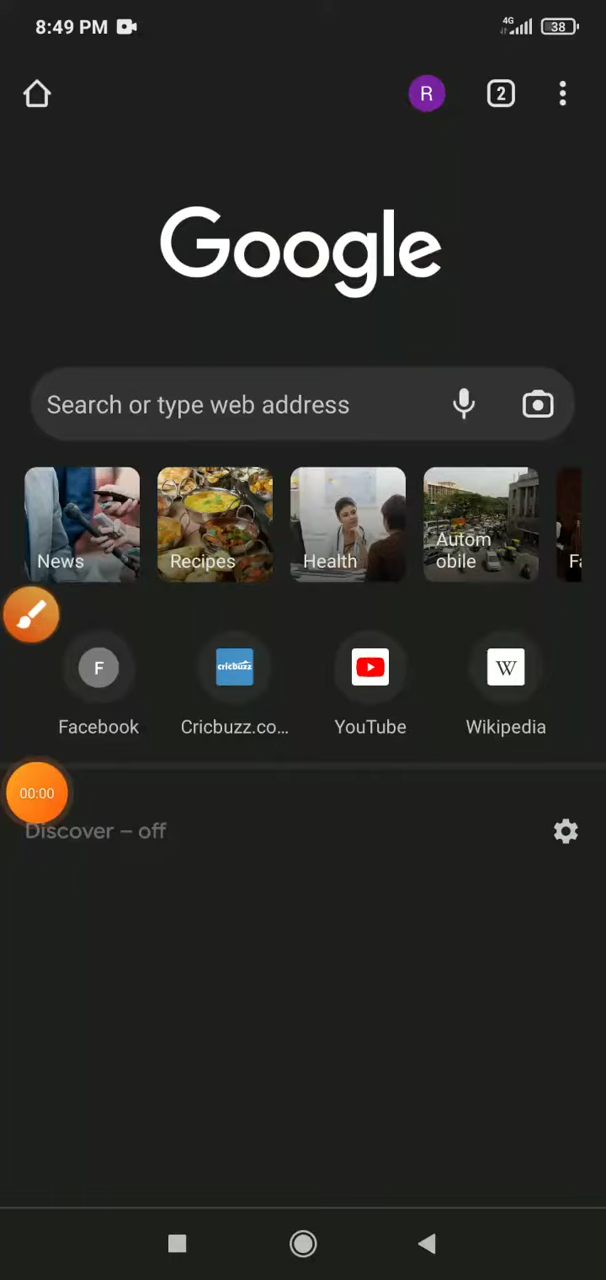 8:49 PM
4G
38
R
2
Google
Search or type web address
News
Recipes
Health
Autom
obile
Fa
F
cricbuzz
W
Facebook
Cricbuzz.co...
YouTube
Wikipedia
00:00
Discover – off